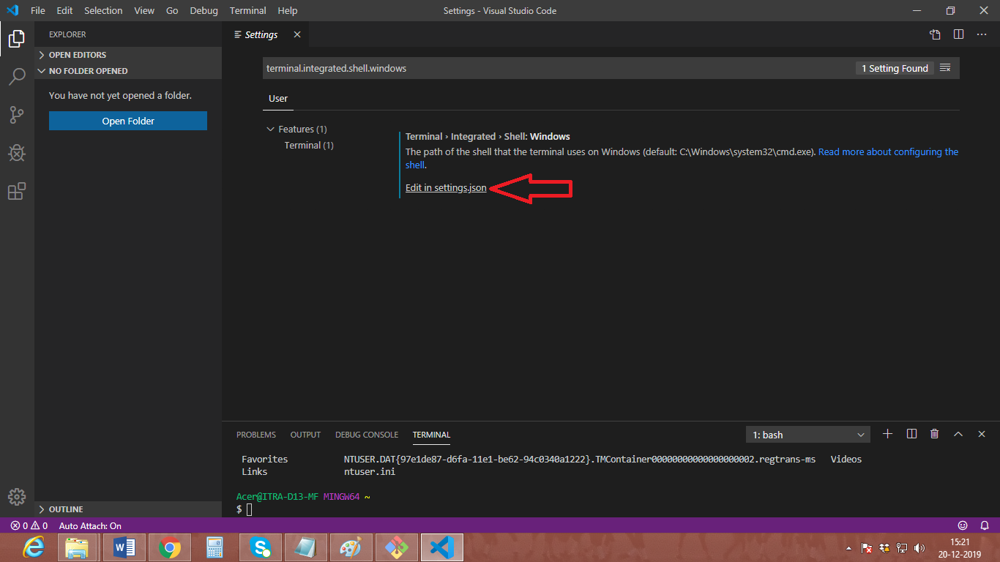 File Edit Selection View Go Debug Terminal Help Settings - Visual Studio Code
EXPLORER
OPEN EDITORS
NO FOLDER OPENED
You have not yet opened a folder.
Open Folder
OUTLINE
Settings
terminal.integrated.shell.windows 1 Setting Found
User
Features (1)
Terminal (1)
Terminal › Integrated › Shell: Windows
The path of the shell that the terminal uses on Windows (default: C:\Windows\system32\cmd.exe). Read more about configuring the
shell.
Edit in settings.json
PROBLEMS OUTPUT DEBUG CONSOLE TERMINAL 1: bash
Favorites NTUSER.DAT{97e1de87-d6fa-11e1-be62-94c0340a1222}.TMContainer00000000000000000002.regtrans-ms Videos
Links ntuser.ini
Acer@ITRA-D13-MF MINGW64 ~
$
0 0 Auto Attach: On
15:21
20-12-2019